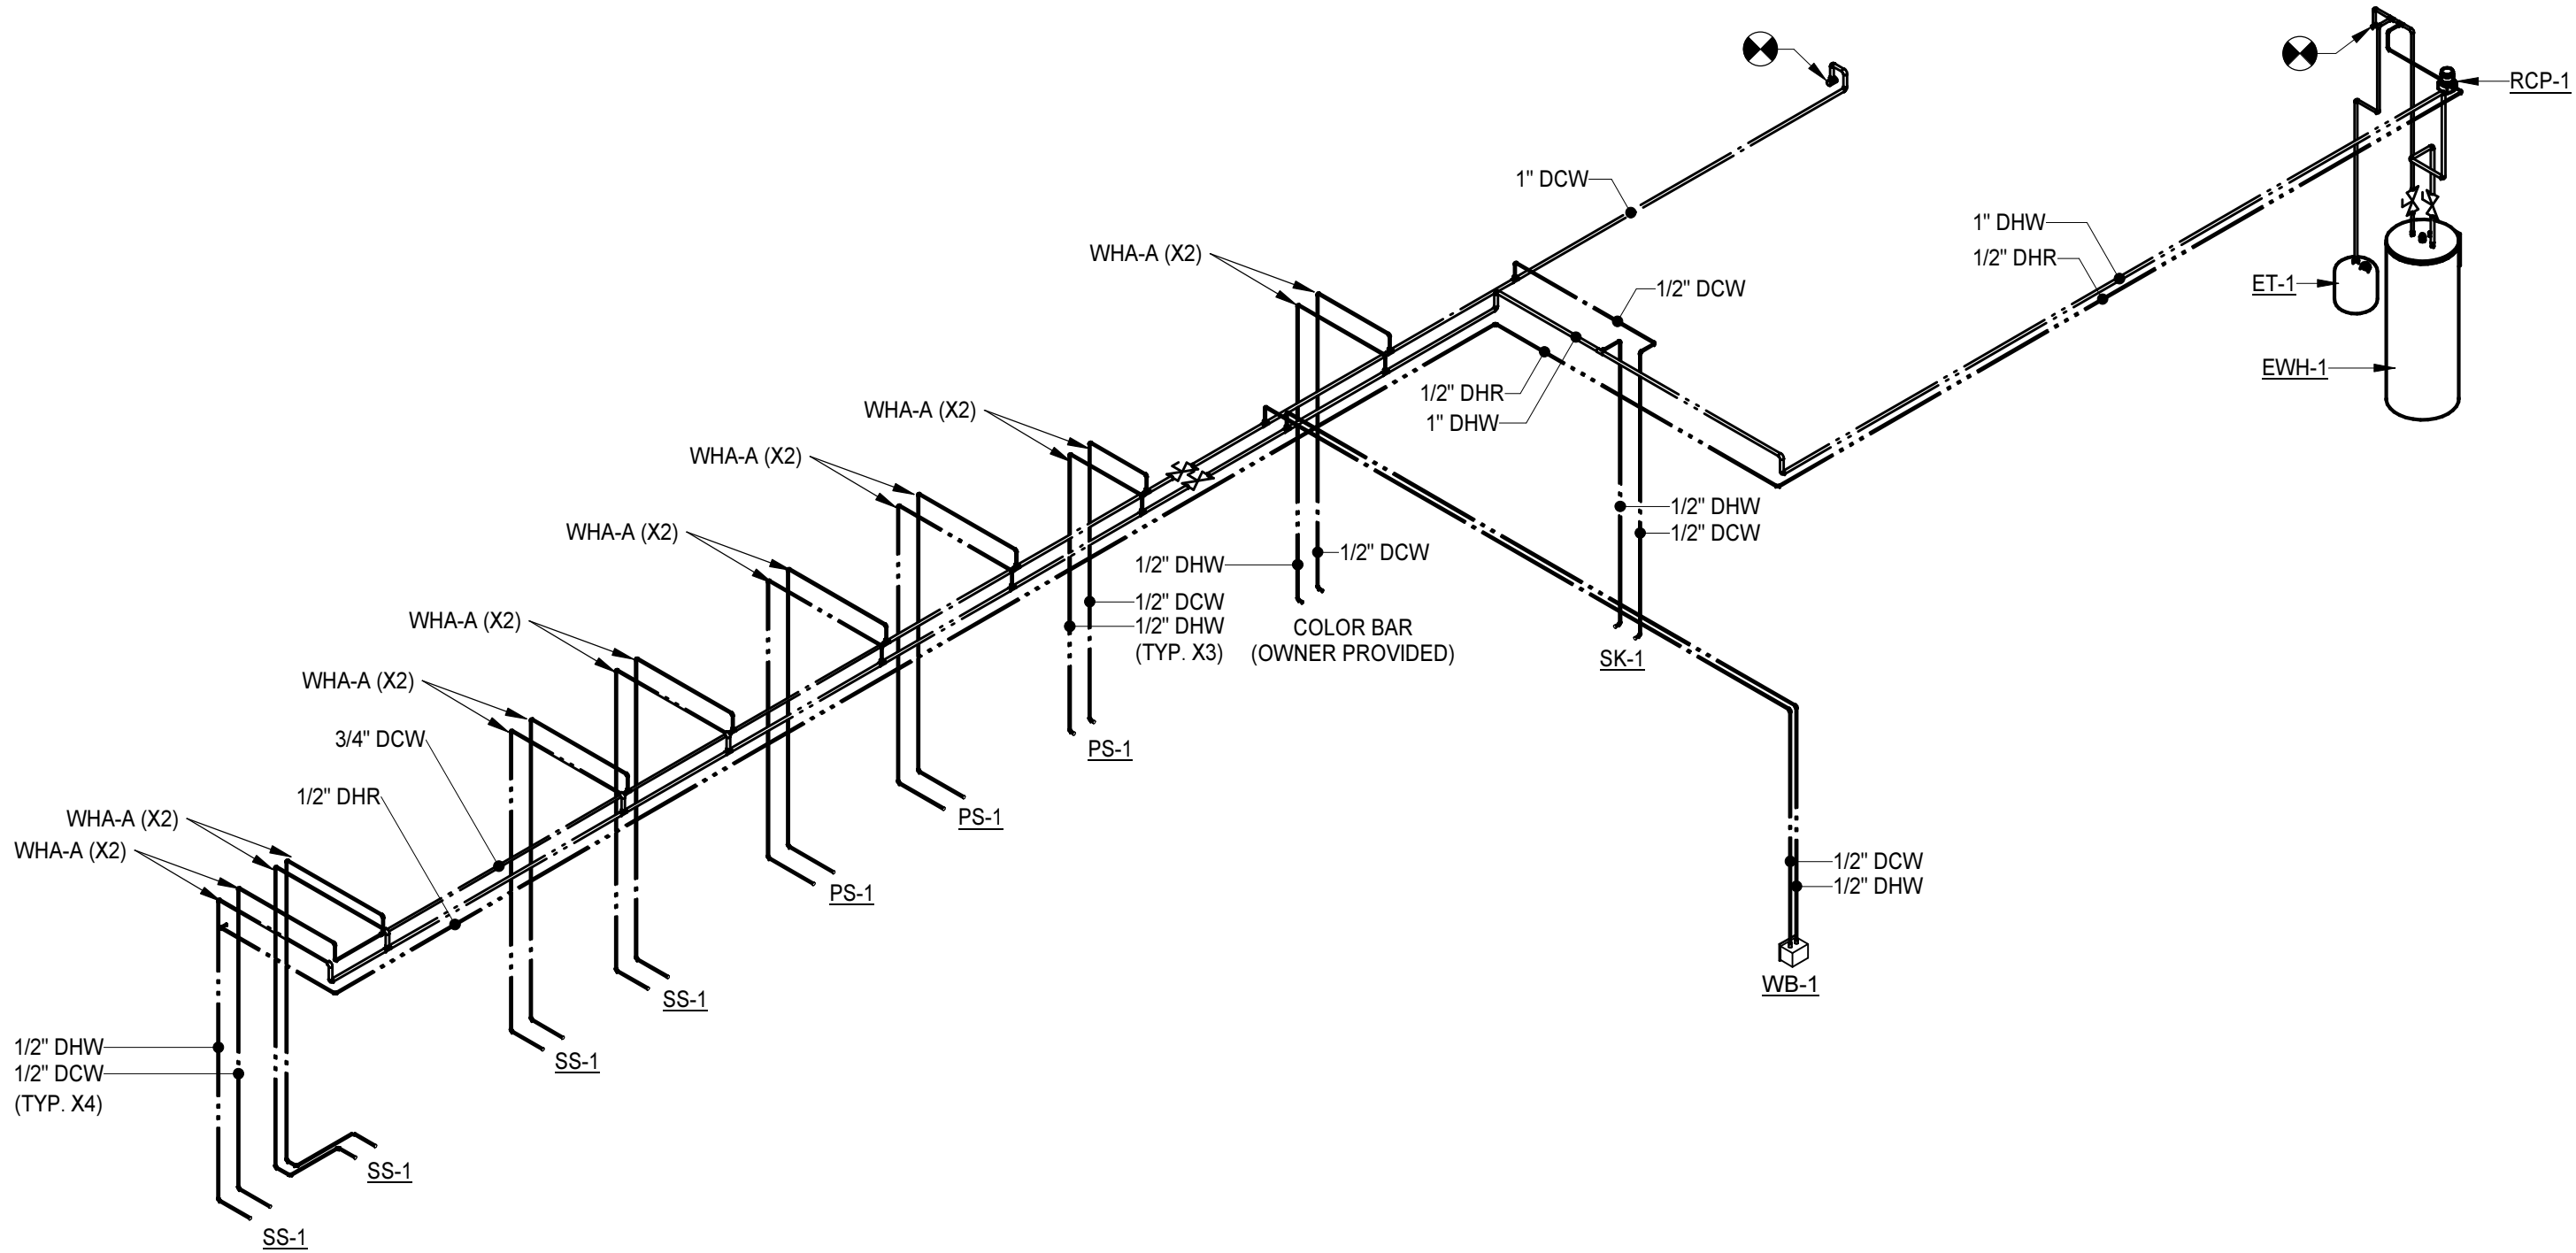 RCP-1
1" DCW
1" DHW
1/2" DHR
WHA-A (X2)
ET-1
1/2" DCW
EWH-1
1/2" DHR
1" DHW
WHA-A (X2)
WHA-A (X2)
1/2" DHW
1/2" DCW
WHA-A (X2)
1/2" DCW
1/2" DHW
1/2" DCW
1/2" DHW
(TYP. X3)
COLOR BAR
(OWNER PROVIDED)
SK-1
WHA-A (X2)
WHA-A (X2)
3/4" DCW
PS-1
1/2" DHR
PS-1
WHA-A (X2)
WHA-A (X2)
PS-1
1/2" DCW
1/2" DHW
WB-1
SS-1
1/2" DHW
1/2" DCW
(TYP. X4)
SS-1
SS-1
SS-1